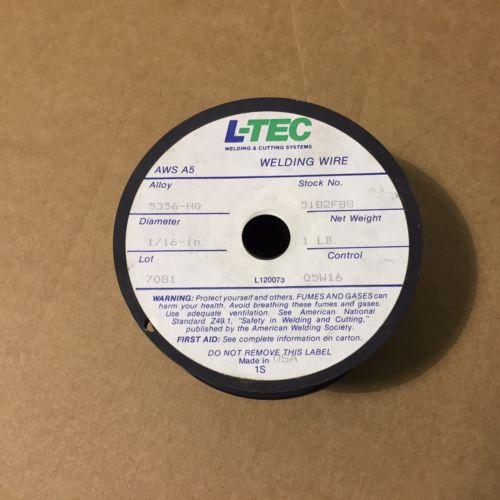 L-TEC
WELDING & CUTTING SYSTEMS
AWS A5 WELDING WIRE
Alloy Stock No.
5356-HQ 5182F88
Diameter Net Weight
1/16-in. 1 LB.
Lot Control
7081 L120073 05W16
WARNING: Protect yourself and others. FUMES AND GASES can
harm your health. Avoid breathing these fumes and gases.
Use adequate ventilation. See American National
Standard Z49.1, "Safety in Welding and Cutting,"
published by the American Welding Society.
FIRST AID: See complete information on carton.
DO NOT REMOVE THIS LABEL
Made in USA
1S